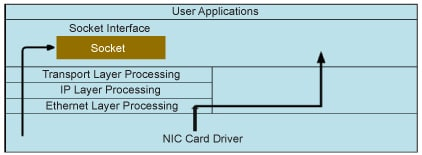 User Applications
Socket Interface
Socket
Transport Layer Processing
IP Layer Processing
Ethernet Layer Processing
NIC Card Driver